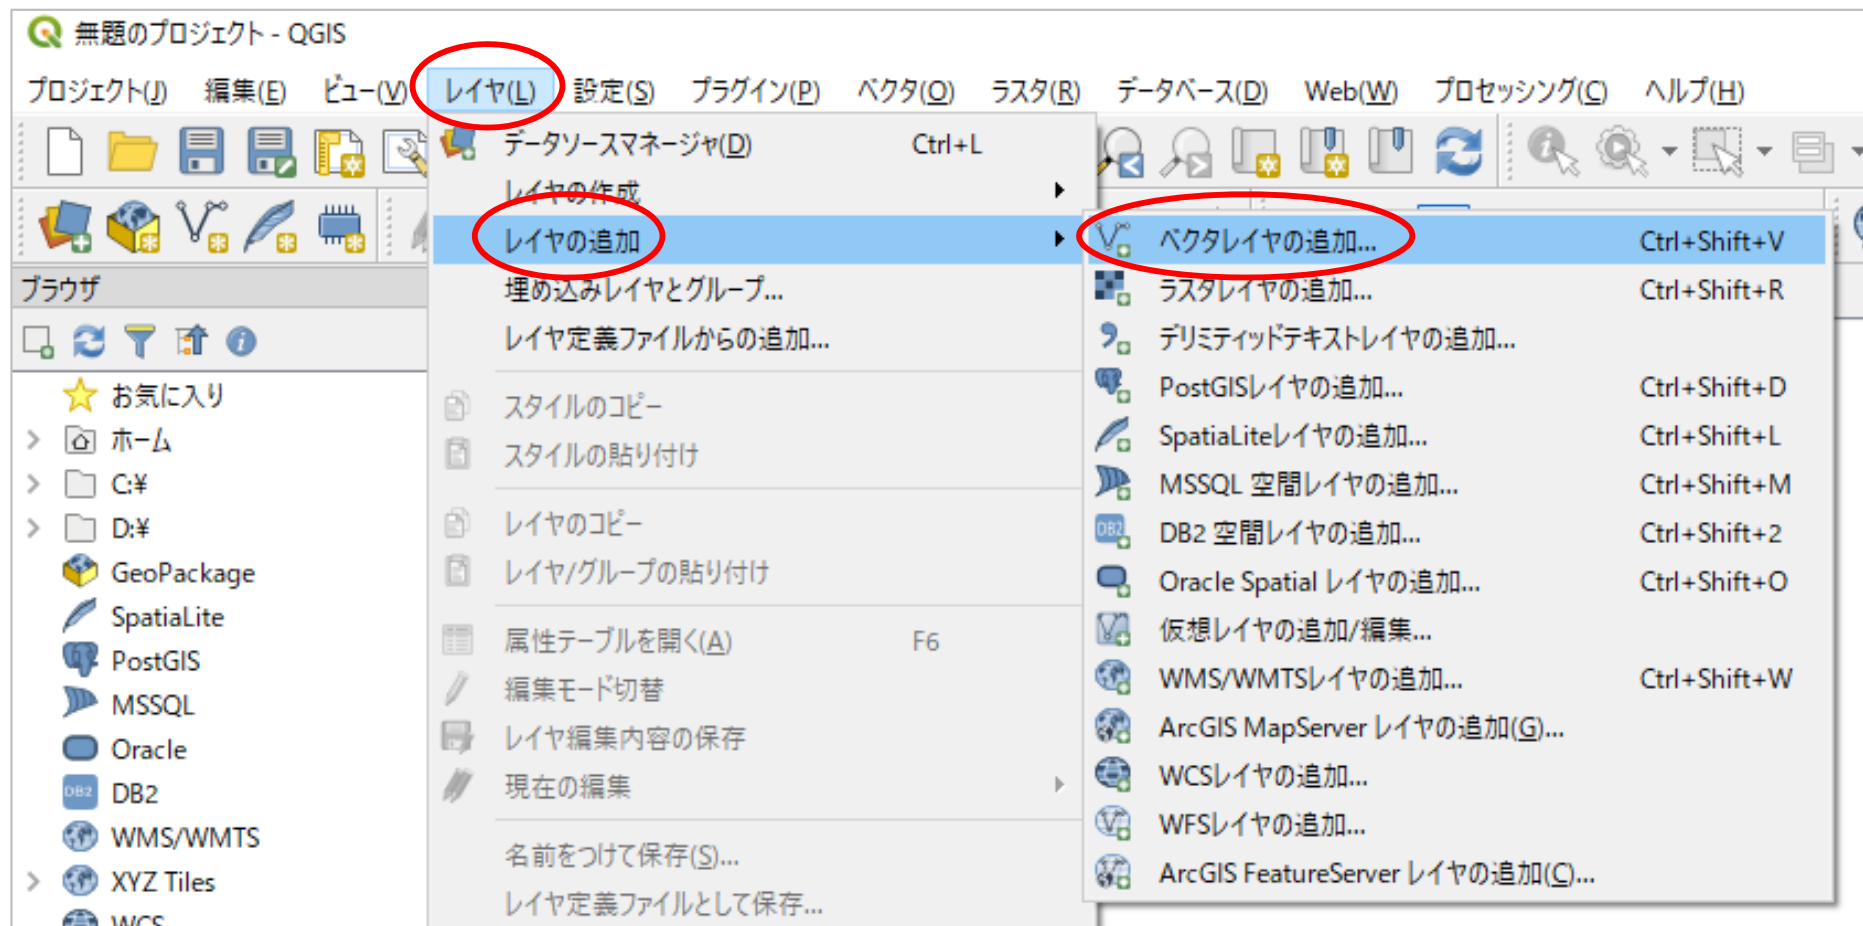 無題のプロジェクト - QGIS
プロジェクト(J) 編集(E) ビュー(V) レイヤ(L) 設定(S) プラグイン(P) ベクタ(O) ラスタ(R) データベース(D) Web(W) プロセッシング(C) ヘルプ(H)
データソースマネージャ(D) Ctrl+L
レイヤの作成
レイヤの追加
埋め込みレイヤとグループ...
レイヤ定義ファイルからの追加...
スタイルのコピー
スタイルの貼り付け
レイヤのコピー
レイヤ/グループの貼り付け
属性テーブルを開く(A) F6
編集モード切替
レイヤ編集内容の保存
現在の編集
名前をつけて保存(S)...
レイヤ定義ファイルとして保存...
ベクタレイヤの追加... Ctrl+Shift+V
ラスタレイヤの追加... Ctrl+Shift+R
デリミティッドテキストレイヤの追加...
PostGISレイヤの追加... Ctrl+Shift+D
SpatiaLiteレイヤの追加... Ctrl+Shift+L
MSSQL 空間レイヤの追加... Ctrl+Shift+M
DB2 空間レイヤの追加... Ctrl+Shift+2
Oracle Spatial レイヤの追加... Ctrl+Shift+O
仮想レイヤの追加/編集...
WMS/WMTSレイヤの追加... Ctrl+Shift+W
ArcGIS MapServer レイヤの追加(G)...
WCSレイヤの追加...
WFSレイヤの追加...
ArcGIS FeatureServer レイヤの追加(C)...
ブラウザ
お気に入り
ホーム
C:¥
D:¥
GeoPackage
SpatiaLite
PostGIS
MSSQL
Oracle
DB2
DB2
DB2
WMS/WMTS
XYZ Tiles
WCS